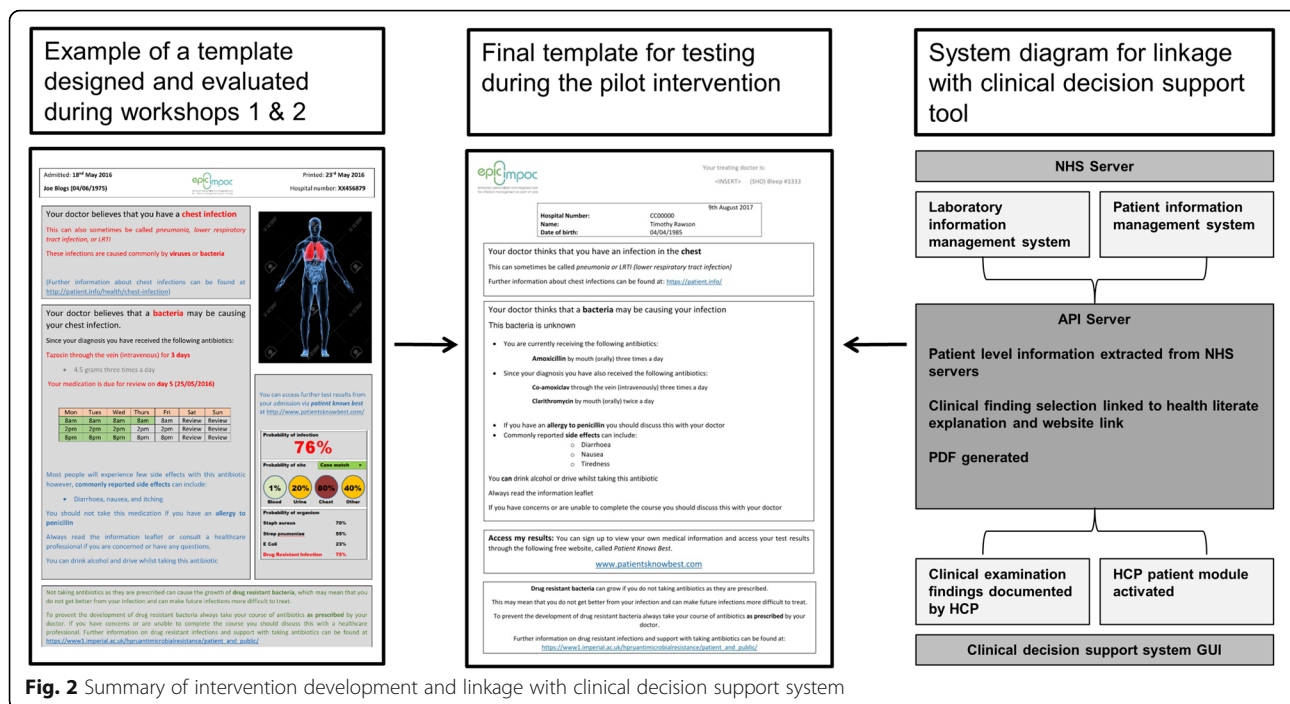 Example of a template
designed and evaluated
during workshops 1 & 2
Final template for testing
during the pilot intervention
System diagram for linkage
with clinical decision support
tool
Admitted: 18rd May 2016
Printed: 23rd May 2016
Joe Blogs (04/06/1975)
epic impoc
Hospital number: XX456879
Your doctor believes that you have a chest infection
This can also sometimes be called pneumonia, lower respiratory
tract infection, or LRTI
These infections are caused commonly by viruses or bacteria
(Further information about chest infections can be found at
http://patient.info/health/chest-infection)
Your doctor believes that a bacteria may be causing
your chest infection.
Since your diagnosis you have received the following antibiotics:
Tazocin through the vein (intravenous) for 3 days
• 4.5 grams three times a day
Your medication is due for review on day 5 (25/05/2016)
Mon Tues Wed Thurs Fri Sat Sun
8am 8am 8am 8am 8am Review Review
2pm 2pm 2pm 2pm 2pm Review Review
8pm 8pm 8pm 8pm 8pm Review Review
Most people will experience few side effects with this antibiotic
however, commonly reported side effects can include:
• Diarrhoea, nausea, and itching
You should not take this medication if you have an allergy to
penicillin
Always read the information leaflet or consult a healthcare
professional if you are concerned or have any questions.
You can drink alcohol and drive whilst taking this antibiotic
You can access further test results from
your admission via patient knows best
at http://www.patientsknowbest.com/
Probability of infection
76%
Probability of site Case match >
1% 20% 80% 40%
Blood Urine Chest Other
Probability of organism
Staph aureus 70%
Strep pneumoniae 55%
E Coli 23%
Drug Resistant Infection 75%
Not taking antibiotics as they are prescribed can cause the growth of drug resistant bacteria, which may mean that you
do not get better from your infection and can make future infections more difficult to treat.
To prevent the development of drug resistant bacteria always take your course of antibiotics as prescribed by your
doctor. If you have concerns or are unable to complete the course you should discuss this with a healthcare
professional. Further information on drug resistant infections and support with taking antibiotics can be found at
https://www1.imperial.ac.uk/hpruantimicrobialresistance/patient_and_public/
epic impoc
Your treating doctor is:
<INSERT> (SHO) Bleep #3333
9th August 2017
Hospital Number: CC00000
Name: Timothy Rawson
Date of birth: 04/04/1985
Your doctor thinks that you have an infection in the chest
This can sometimes be called pneumonia or LRTI (lower respiratory tract infection)
Further information about chest infections can be found at: https://patient.info/
Your doctor thinks that a bacteria may be causing your infection
This bacteria is unknown
• You are currently receiving the following antibiotics:
Amoxicillin by mouth (orally) three times a day
• Since your diagnosis you have also received the following antibiotics:
Co-amoxiclav through the vein (intravenously) three times a day
Clarithromycin by mouth (orally) twice a day
• If you have an allergy to penicillin you should discuss this with your doctor
• Commonly reported side effects can include:
o Diarrhoea
o Nausea
o Tiredness
You can drink alcohol or drive whilst taking this antibiotic
Always read the information leaflet
If you have concerns or are unable to complete the course you should discuss this with your doctor
Access my results: You can sign up to view your own medical information and access your test results
through the following free website, called Patient Knows Best.
www.patientsknowbest.com
Drug resistant bacteria can grow if you do not taking antibiotics as they are prescribed.
This may mean that you do not get better from your infection and can make future infections more difficult to treat.
To prevent the development of drug resistant bacteria always take your course of antibiotics as prescribed by your
doctor.
Further information on drug resistant infections and support with taking antibiotics can be found at:
https://www1.imperial.ac.uk/hpruantimicrobialresistance/patient_and_public/
NHS Server
Laboratory
information
management system
Patient information
management system
API Server
Patient level information extracted from NHS
servers
Clinical finding selection linked to health literate
explanation and website link
PDF generated
Clinical examination
findings documented
by HCP
HCP patient module
activated
Clinical decision support system GUI
Fig. 2 Summary of intervention development and linkage with clinical decision support system